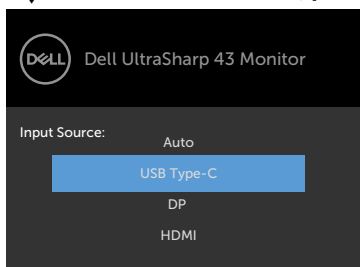 DELL
Dell UltraSharp 43 Monitor
Input Source:
Auto
USB Type-C
DP
HDMI